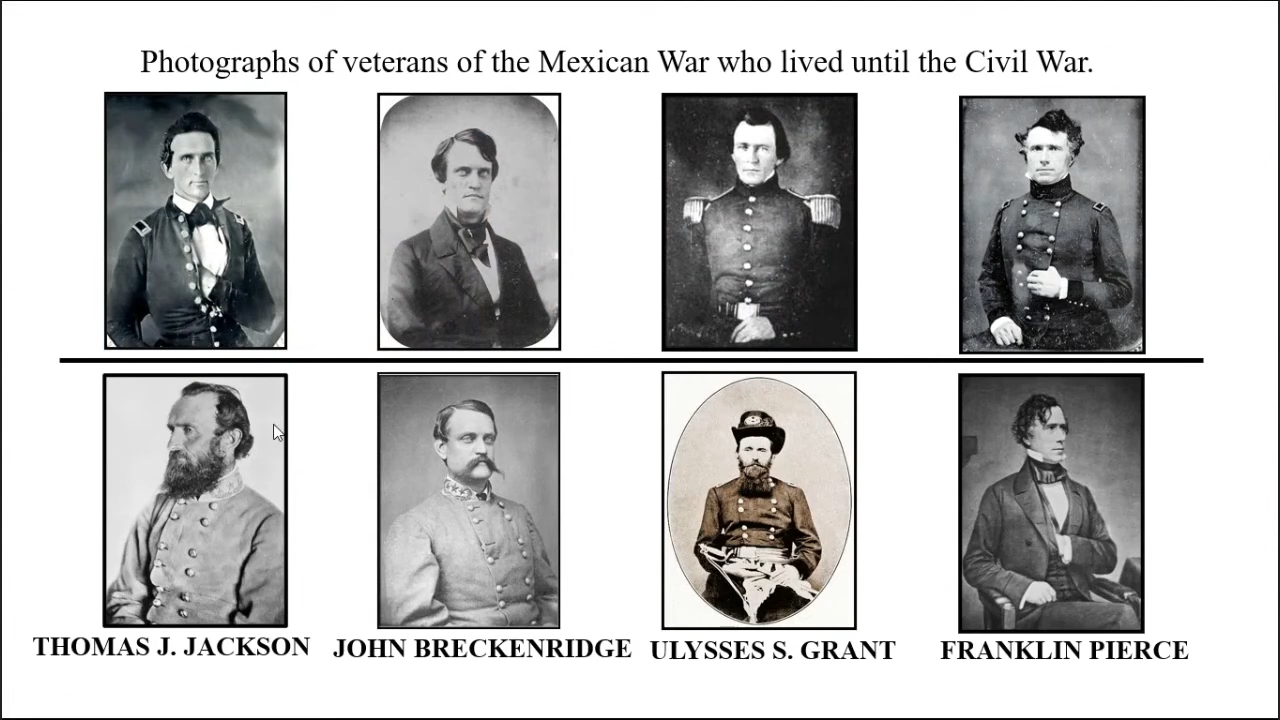 Photographs of veterans of the Mexican War who lived until the Civil War.
THOMAS J. JACKSON
JOHN BRECKENRIDGE
ULYSSES S. GRANT
FRANKLIN PIERCE